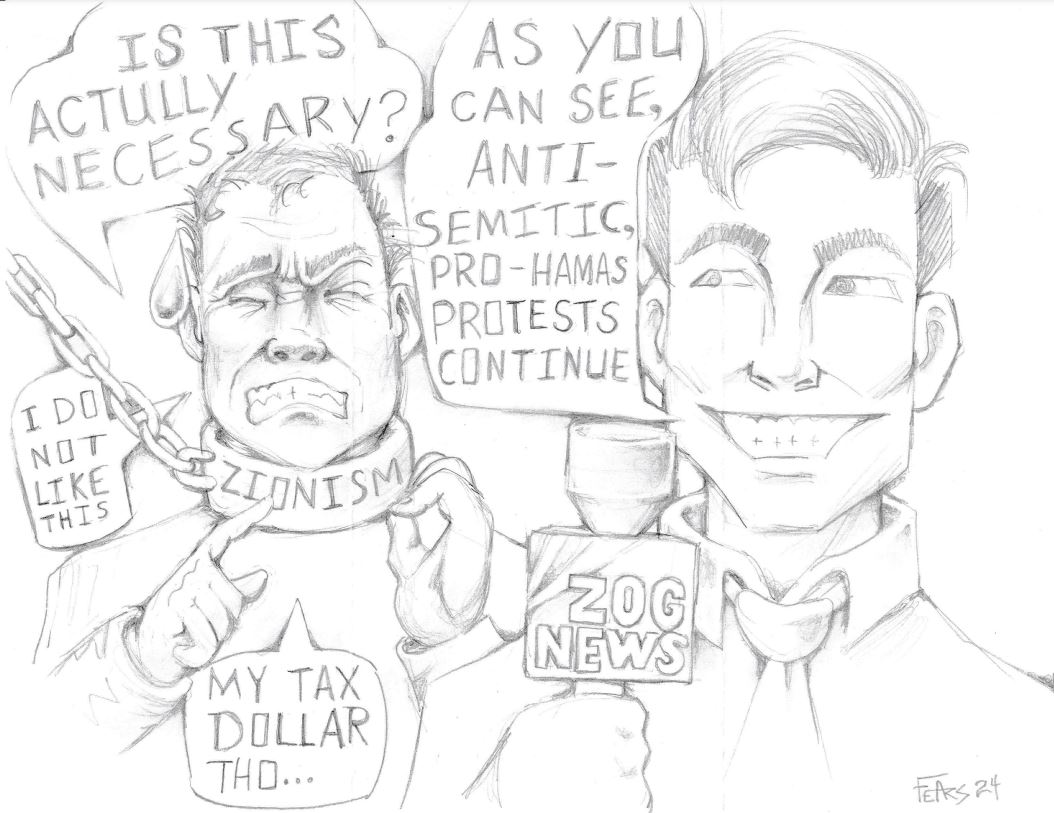 IS THIS
ACTULLY
NECESSARY?
AS YOU
CAN SEE,
ANTI-
SEMITIC,
PRO-HAMAS
PROTESTS
CONTINUE
I DO
NOT
LIKE
THIS
ZIONISM
MY TAX
DOLLAR
THO...
ZOG
NEWS
FEARS 24